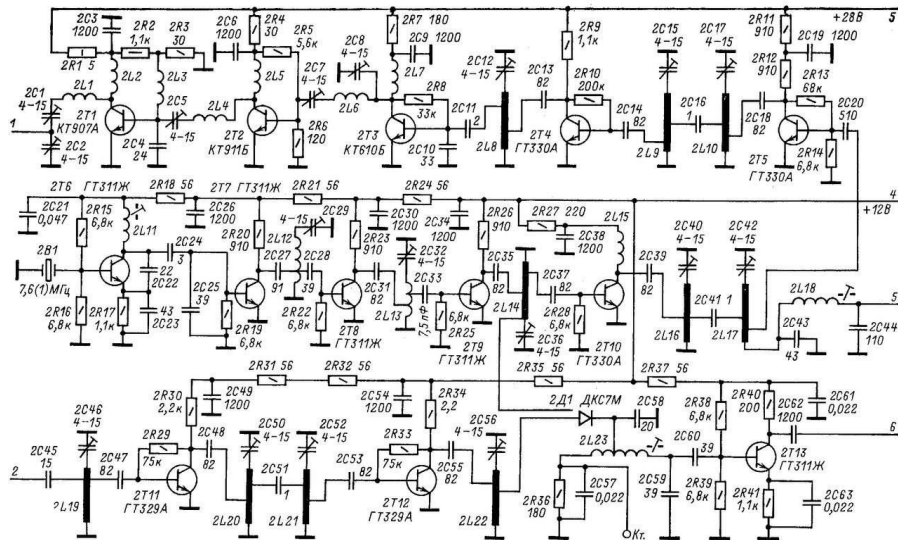 2C3
1200
2R2
1,1к
2R3
30
2C6
1200
2R4
30
2R5
5,6к
2R7 180
2C9
1200
2C8
4-15
2R9
1,1к
2C15
4-15
2C17
4-15
2R11
910
+28В
5
2C19
1200
2R1 5
2L1
2L2
2L3
2L5
2C7
4-15
2L7
2C12
4-15
2C13
82
2R10
200к
2R12
910
2R13
68к
2C1
4-15
2C5
2L4
2L6
2R8
33к
2C11
2
2C14
82
2C16
1
2C18
82
2C20
510
1
2T1
КТ907А
4-15
2T2
КТ911Б
2R6
120
2T3
КТ610Б
2L8
2T4
ГТ330А
2L9
2L10
2T5
ГТ330А
2R14
6,8к
2C2
4-15
2C4
24
2C10
33
2T6
ГТ311Ж
2R18 56
2T7 ГТ311Ж
2R21 56
2R24 56
4
+12В
2C21
0,047
2R15
6,8к
2L11
2C26
1200
4-15
2C29
2C30
1200
2C34
1200
2R26
910
2R27 220
2L15
2C38
1200
2C40
4-15
2C42
4-15
2C24
3
2R20
910
2L12
2R23
910
2C32
4-15
2C35
82
2C37
82
2C39
82
2B1
7,6(1)МГц
22
2C22
2C25
39
2C27
91
2C28
39
2C31
82
2C33
7,5пФ
2L14
2L18
5
2R16
6,8к
2R17
1,1к
43
2C23
2R19
6,8к
2R22
6,8к
2T8
ГТ311Ж
2L13
6,8к
2R25
2T9
ГТ311Ж
2C36
4-15
2R28
6,8к
2T10
ГТ330А
2L16
2C41 1
2L17
2C43
43
2C44
110
2R31 56
2R32 56
2R35 56
2R37 56
2R30
2,2к
2C49
1200
2C54
1200
2R34
2,2
2Д1 ДКС7М
2C58
20
2R38
6,8к
2R40
200
2C62
1200
2C61
0,022
2C46
4-15
2R29
75к
2C48
82
2C50
4-15
2C52
4-15
2R33
75к
2C56
4-15
2L23
2C60
39
6
2C45
15
2C47
82
2C51
1
2C53
82
2C55
82
2T13
ГТ311Ж
2
2L19
2T11
ГТ329А
2L20
2L21
2T12
ГТ329А
2L22
2R36
180
2C57
0,022
2C59
39
2R39
6,8к
2R41
1,1к
2C63
0,022
Кт.